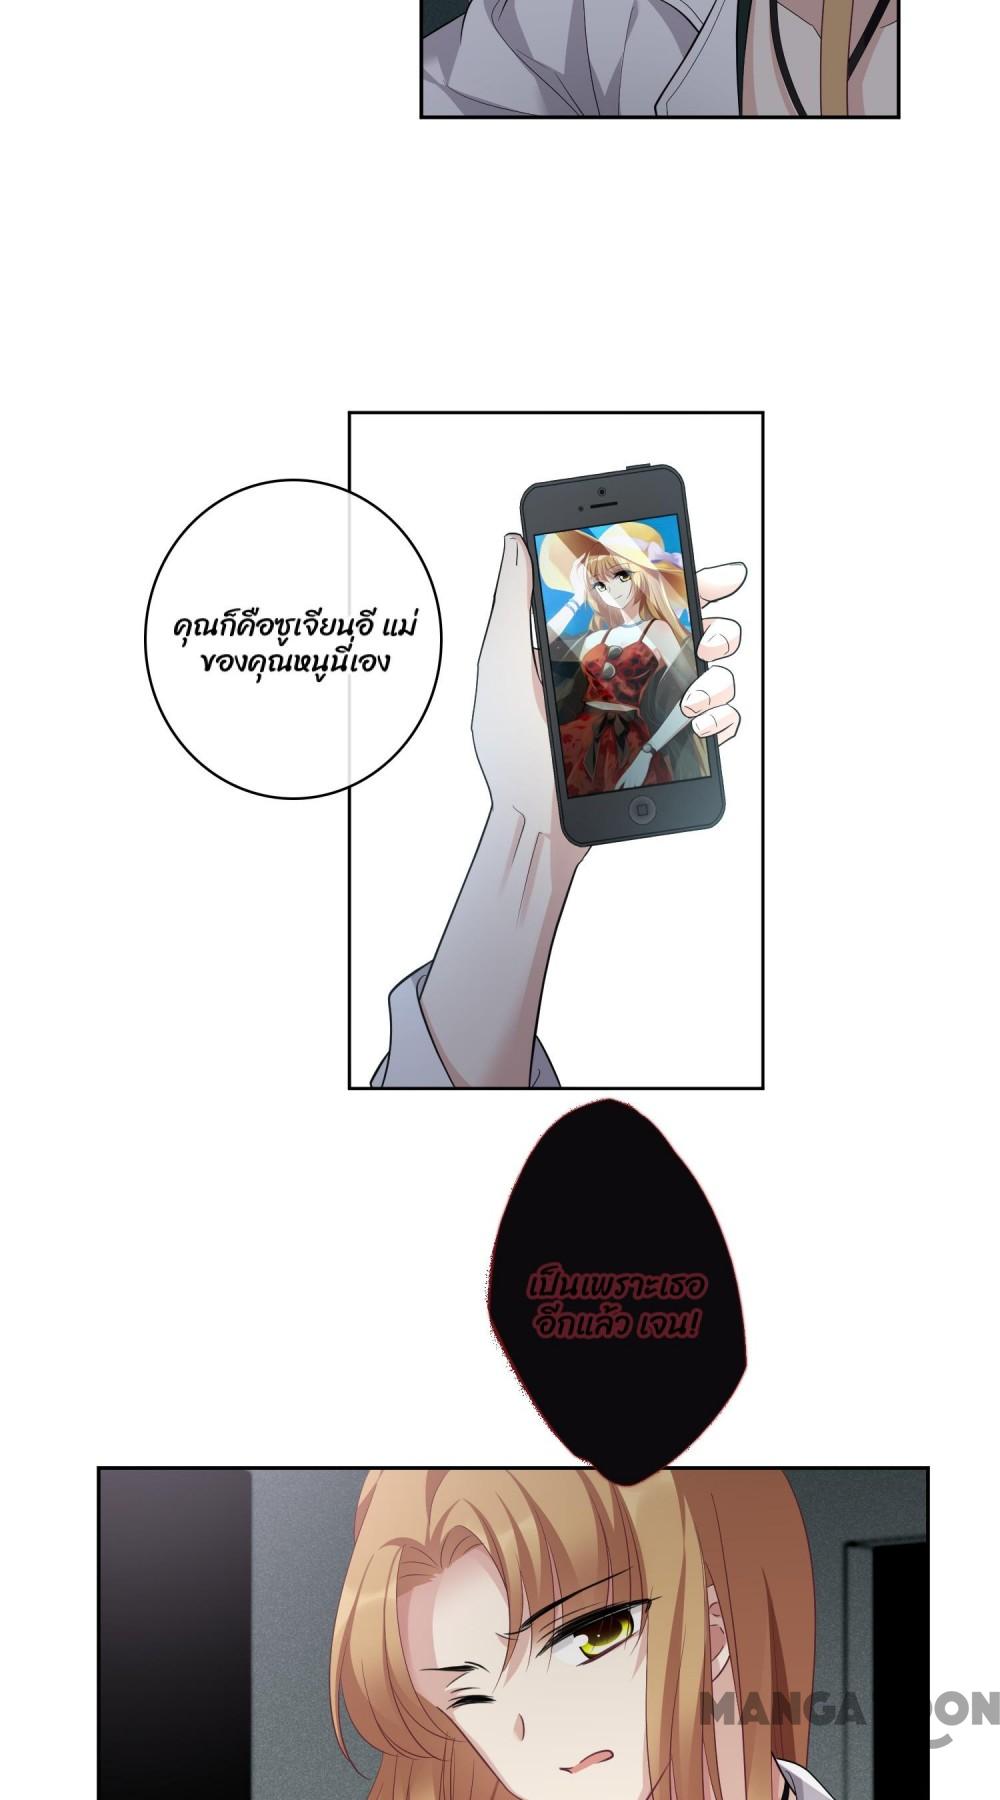 คุณก็คือซูเจียนอี แม่
ของคุณหนูนี่เอง
เป็นเพราะเธอ
อีกแล้ว เจน!